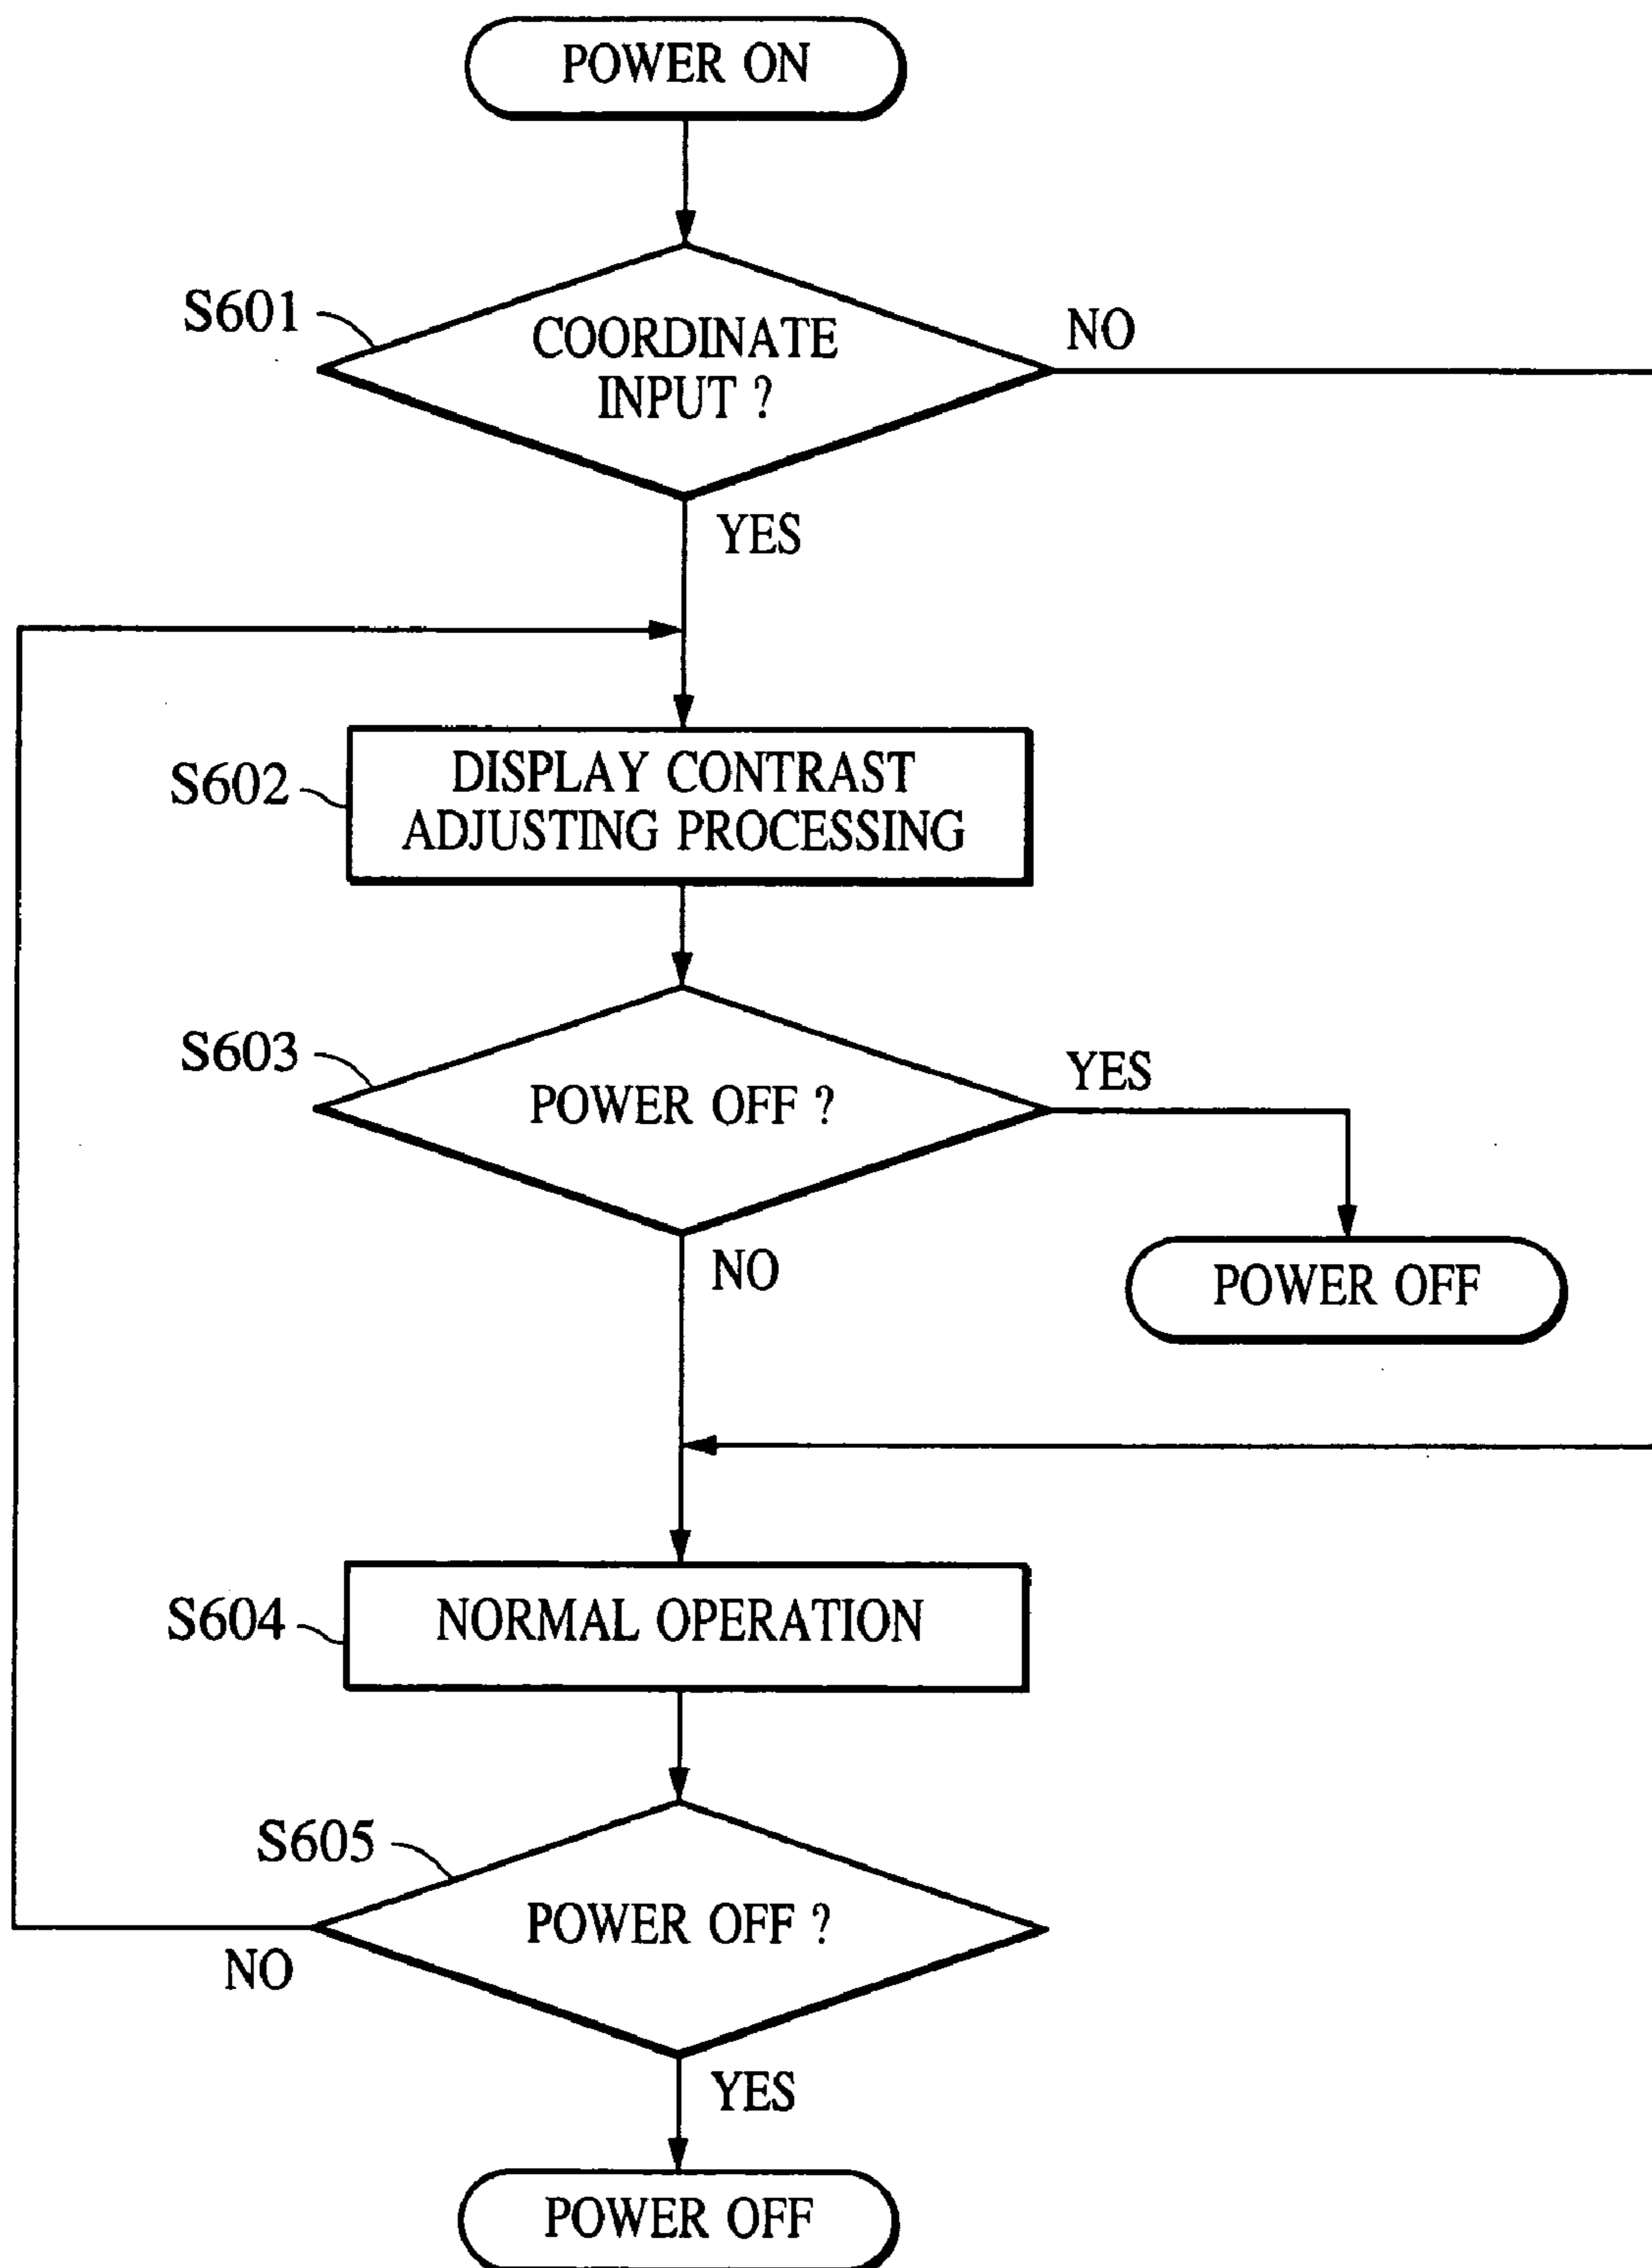 POWER ON
S601
COORDINATE
INPUT ?
NO
YES
S602
DISPLAY CONTRAST
ADJUSTING PROCESSING
S603
POWER OFF ?
YES
NO
POWER OFF
S604
NORMAL OPERATION
S605
POWER OFF ?
NO
YES
POWER OFF